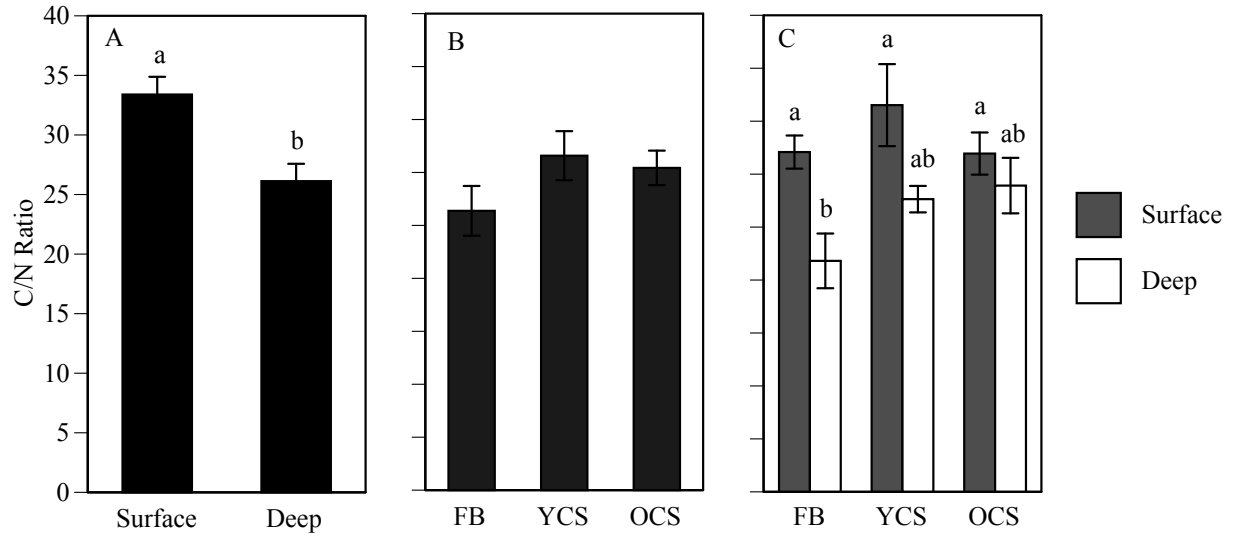 40
35
30
25
20
15
10
5
0
C/N Ratio
A
a
b
Surface
Deep
B
FB
YCS
OCS
C
a
b
a
ab
a
ab
FB
YCS
OCS
Surface
Deep